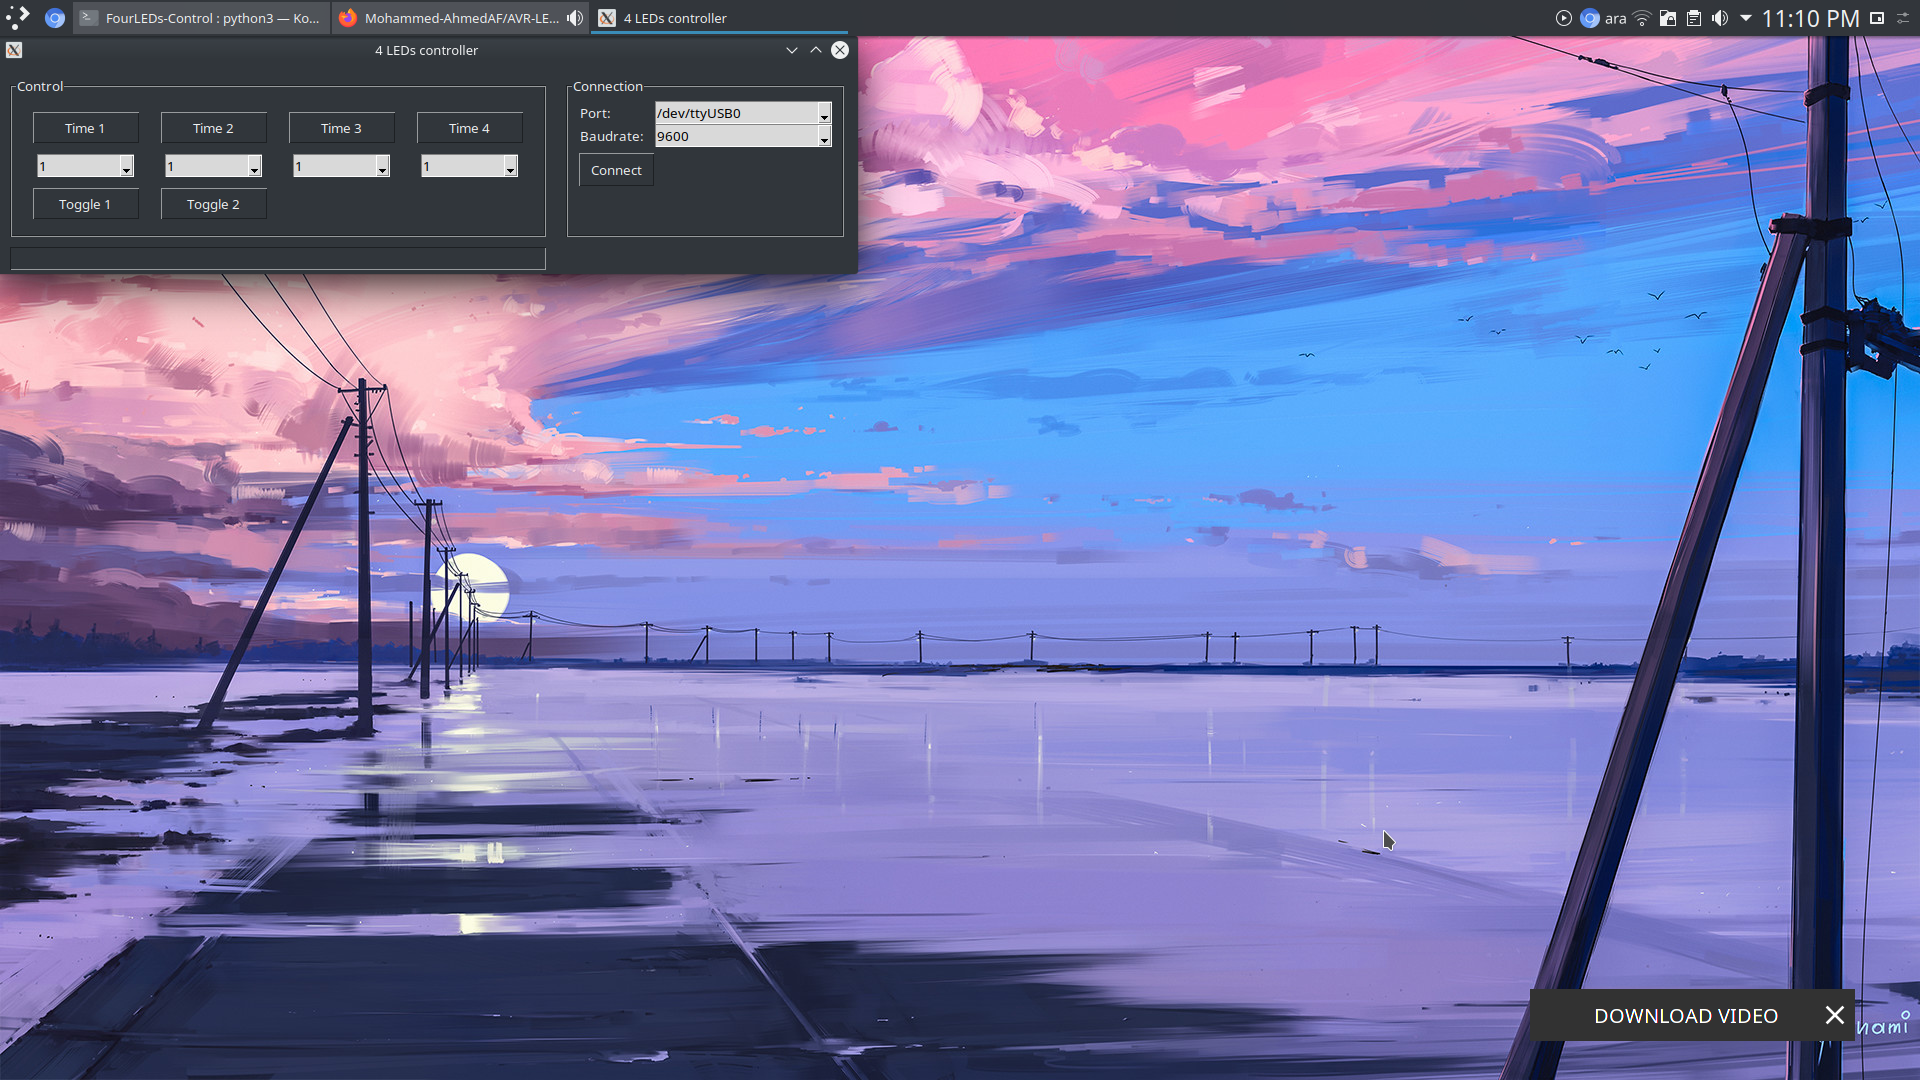 FourLEDs-Control : python3 — Ko...
Mohammed-AhmedAF/AVR-LE...
4 LEDs controller
ara
11:10 PM
4 LEDs controller
Control
Time 1
Time 2
Time 3
Time 4
1
1
1
1
Toggle 1
Toggle 2
Connection
Port:
/dev/ttyUSB0
Baudrate:
9600
Connect
DOWNLOAD VIDEO